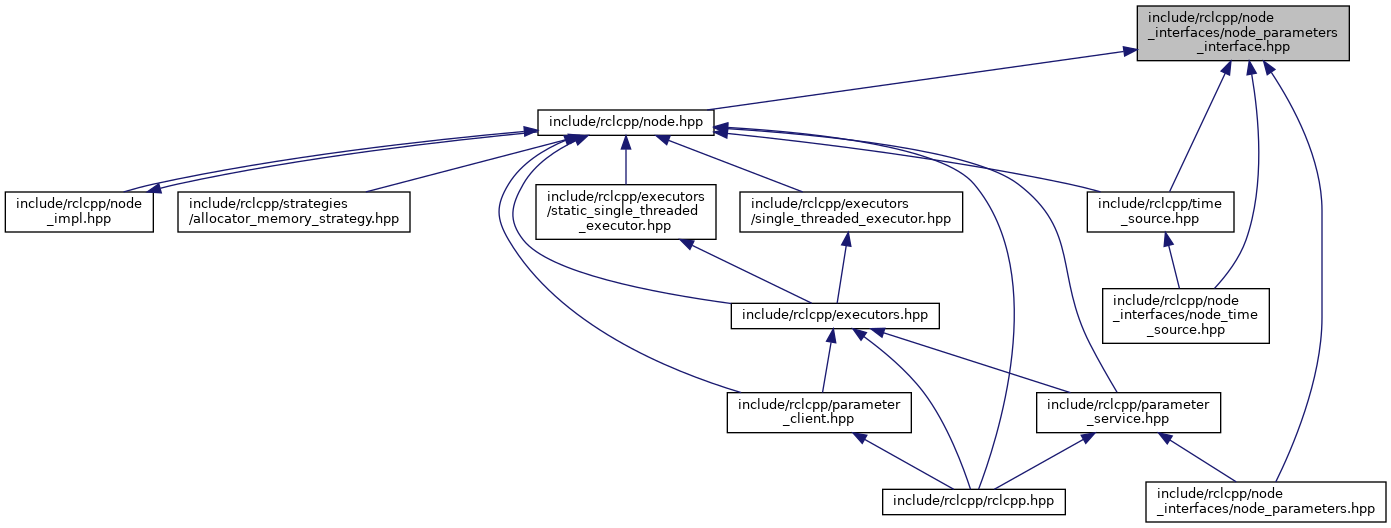 include/rclcpp/node
_interfaces/node_parameters
_interface.hpp
include/rclcpp/node.hpp
include/rclcpp/node
_impl.hpp
include/rclcpp/strategies
/allocator_memory_strategy.hpp
include/rclcpp/executors
/static_single_threaded
_executor.hpp
include/rclcpp/executors
/single_threaded_executor.hpp
include/rclcpp/time
_source.hpp
include/rclcpp/executors.hpp
include/rclcpp/node
_interfaces/node_time
_source.hpp
include/rclcpp/parameter
_client.hpp
include/rclcpp/parameter
_service.hpp
include/rclcpp/rclcpp.hpp
include/rclcpp/node
_interfaces/node_parameters.hpp